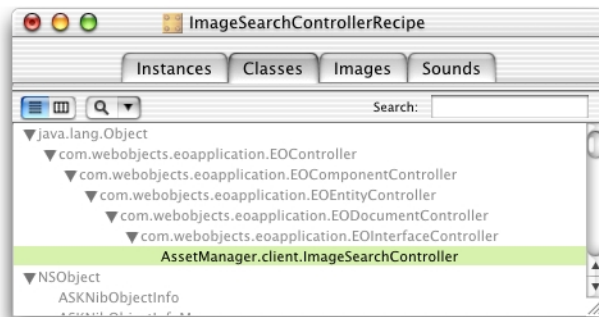 ImageSearchControllerRecipe
Instances Classes Images Sounds
Search:
java.lang.Object
com.webobjects.eoapplication.EOController
com.webobjects.eoapplication.EOComponentController
com.webobjects.eoapplication.EOEntityController
com.webobjects.eoapplication.EODocumentController
com.webobjects.eoapplication.EOInterfaceController
AssetManager.client.ImageSearchController
NSObject
ASKNibObjectInfo